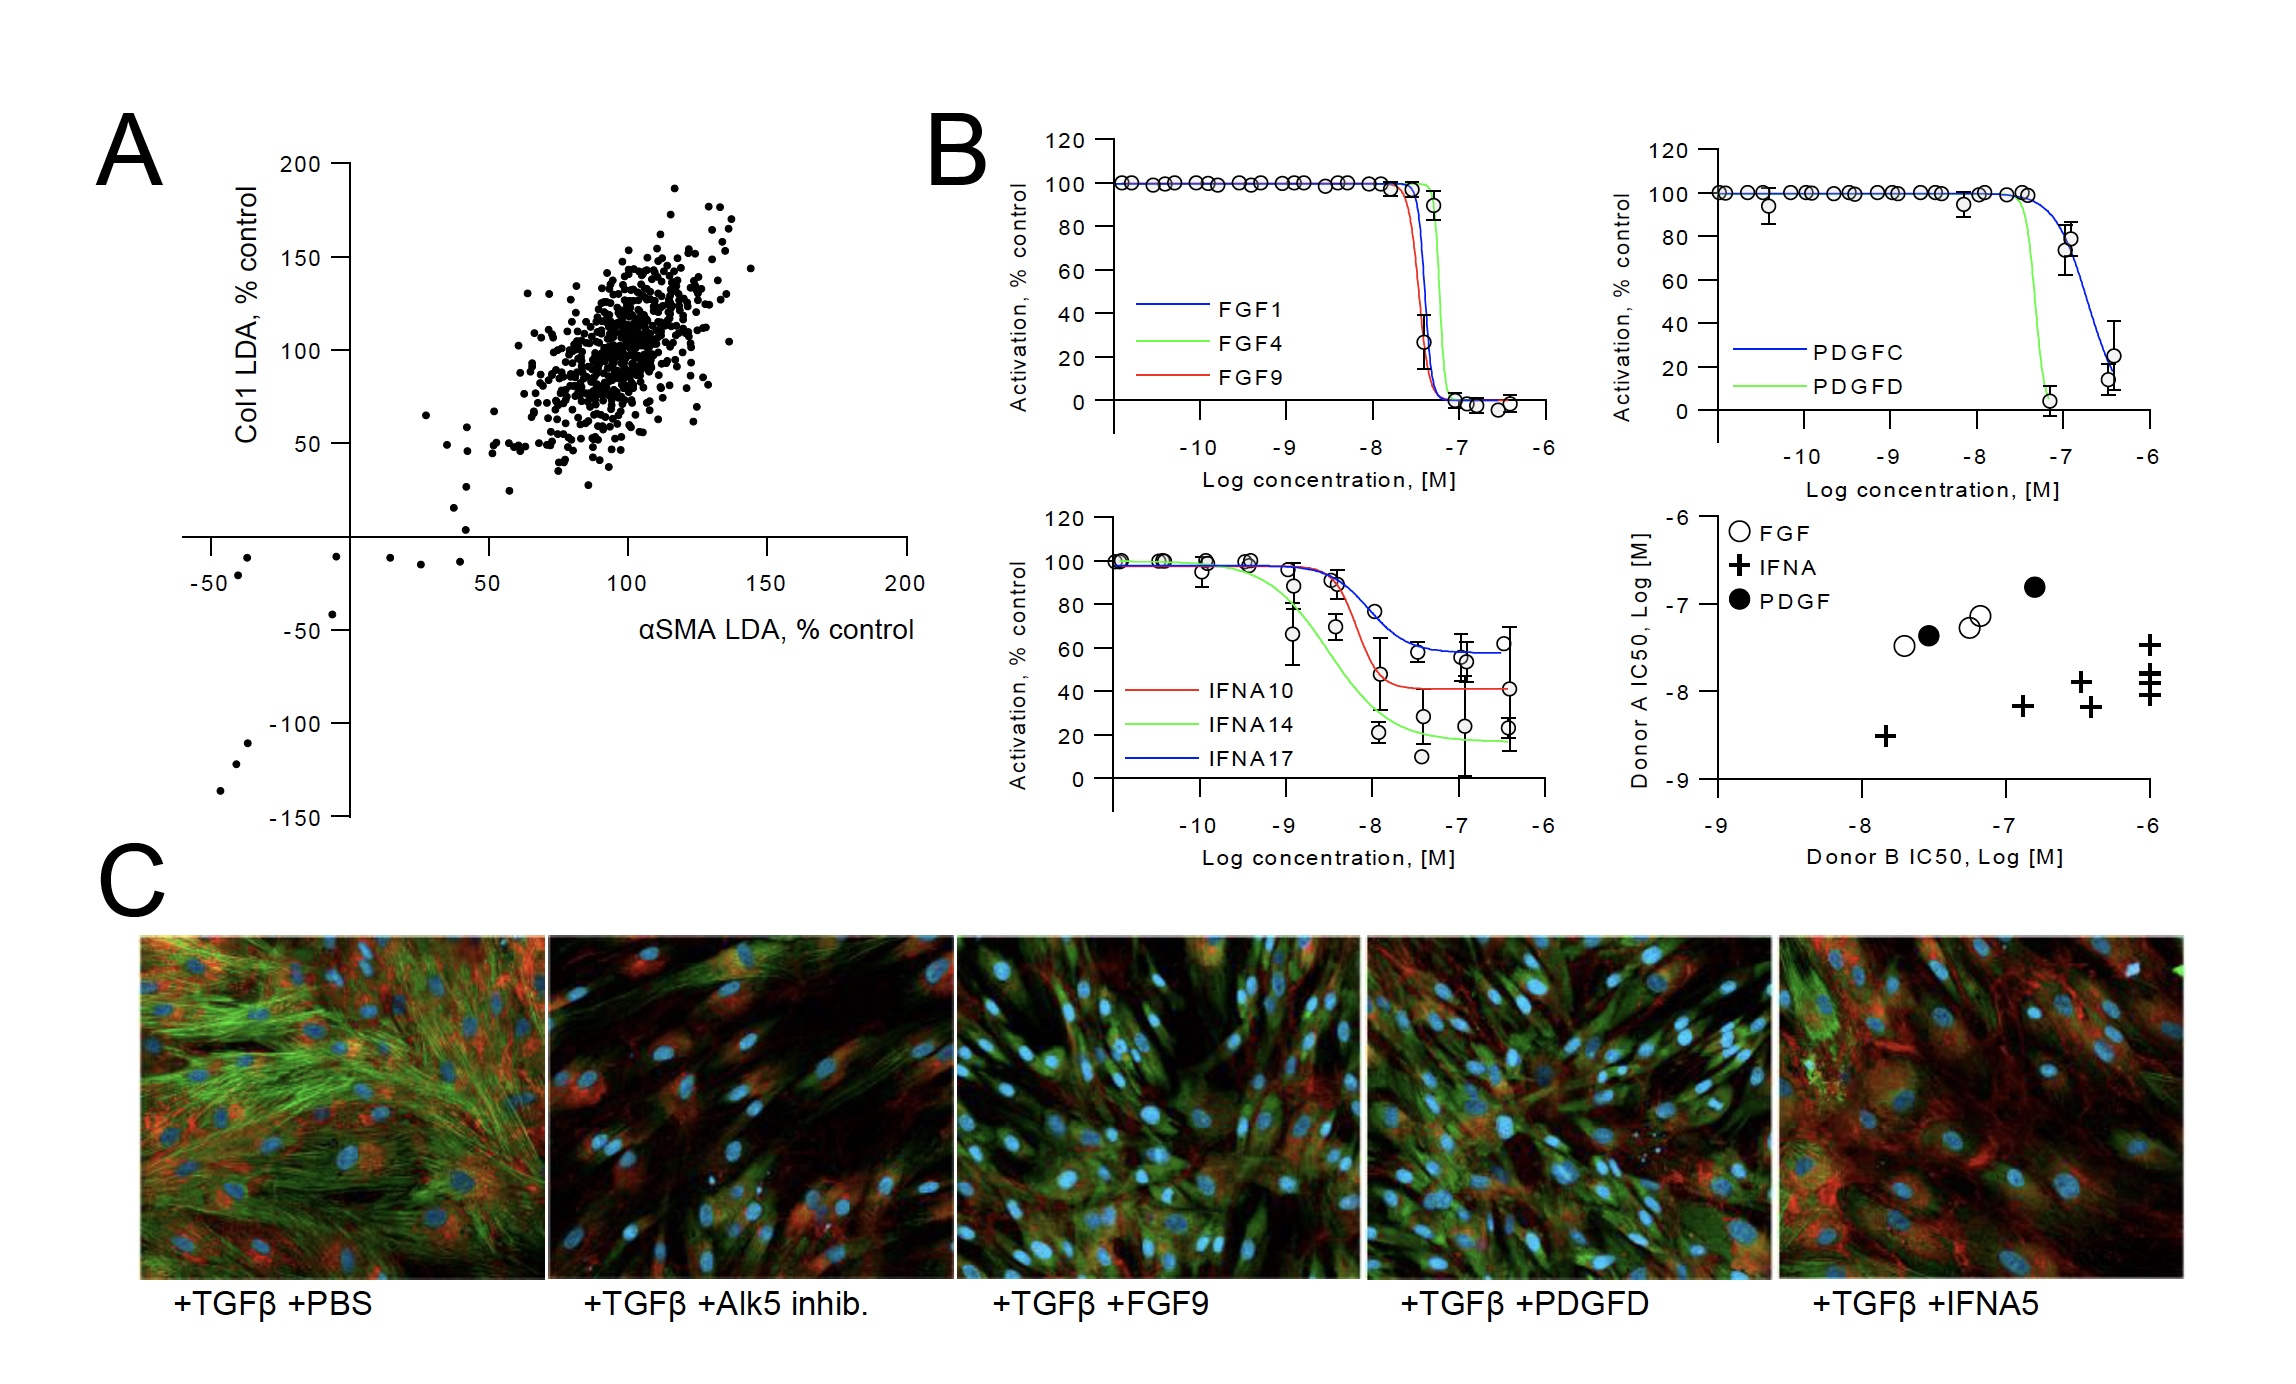 A
200
150
100
50
-50
-100
-150
Col1 LDA, % control
-50
50
100
150
200
αSMA LDA, % control
B
120
100
80
60
40
20
0
Activation, % control
FGF1
FGF4
FGF9
-10
-9
-8
-7
-6
Log concentration, [M]
120
100
80
60
40
20
0
Activation, % control
PDGFC
PDGFD
-10
-9
-8
-7
-6
Log concentration, [M]
120
100
80
60
40
20
0
Activation, % control
IFNA10
IFNA14
IFNA17
-10
-9
-8
-7
-6
Log concentration, [M]
-6
-7
-8
-9
Donor A IC50, Log [M]
FGF
IFNA
PDGF
-9
-8
-7
-6
Donor B IC50, Log [M]
C
+TGFβ +PBS
+TGFβ +Alk5 inhib.
+TGFβ +FGF9
+TGFβ +PDGFD
+TGFβ +IFNA5